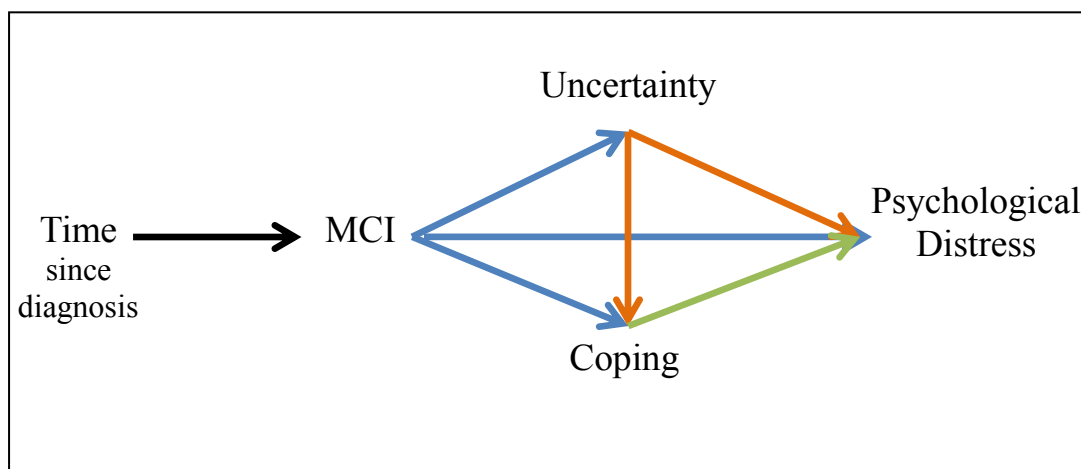 Uncertainty
Time
since
diagnosis
MCI
Psychological
Distress
Coping